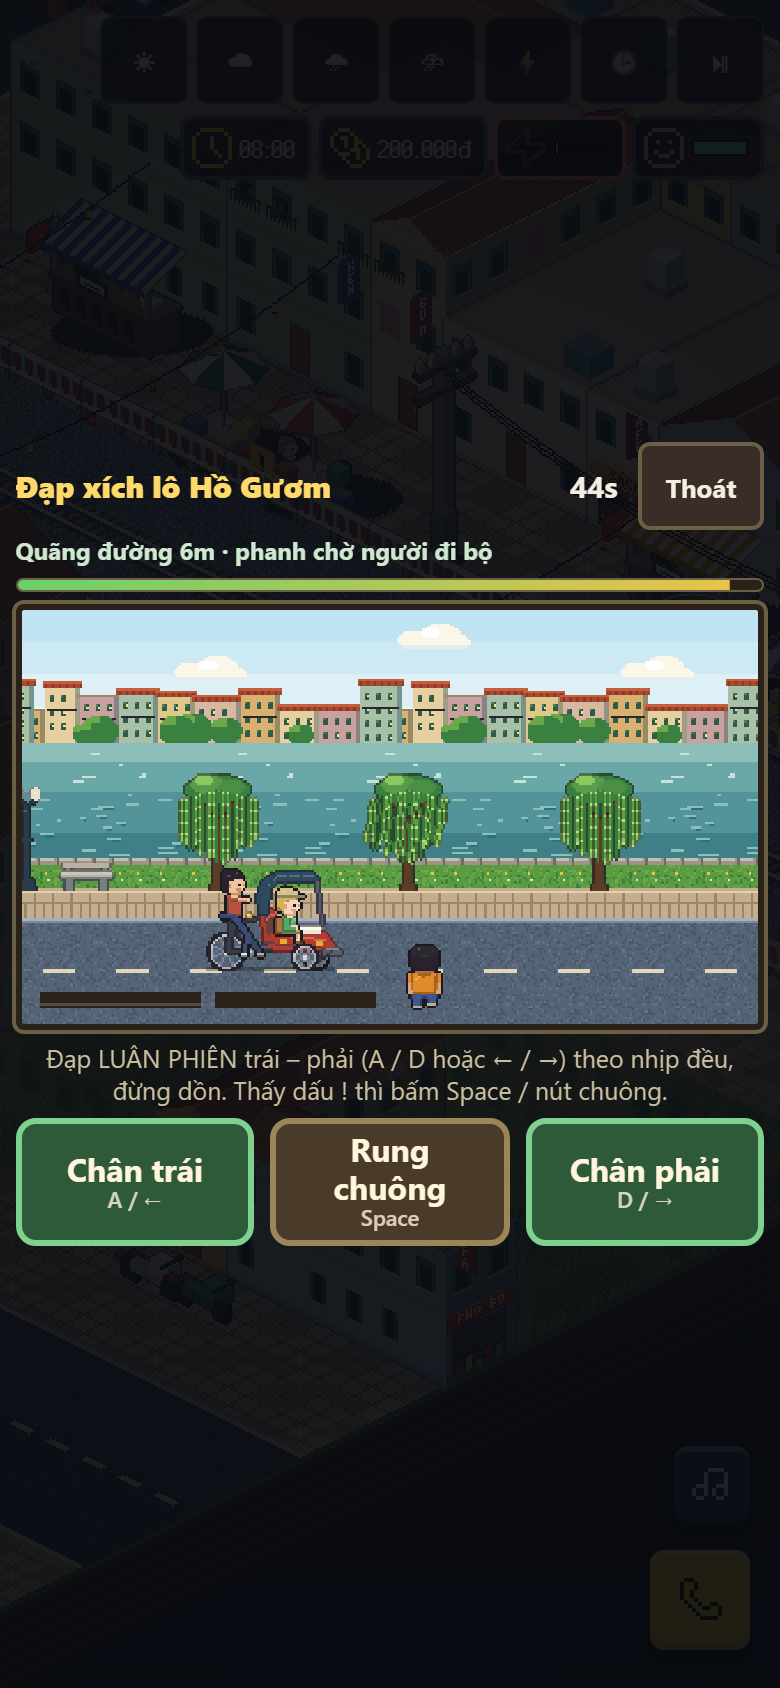 08:00
200.000đ
Đạp xích lô Hồ Gươm
44s
Thoát
Quãng đường 6m · phanh chờ người đi bộ
Đạp LUÂN PHIÊN trái – phải (A / D hoặc ← / →) theo nhịp đều,
đừng dồn. Thấy dấu ! thì bấm Space / nút chuông.
Chân trái
A / ←
Rung
chuông
Space
Chân phải
D / →